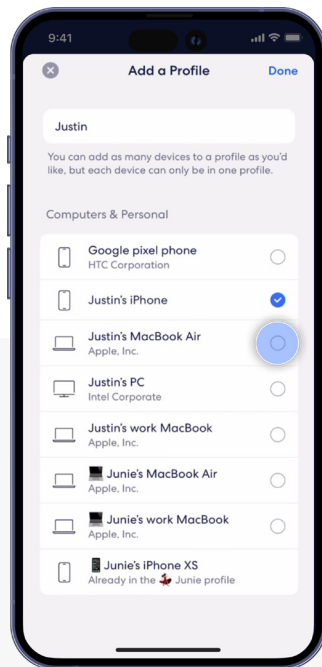 9:41
Add a Profile
Done
Justin
You can add as many devices to a profile as you'd
like, but each device can only be in one profile.
Computers & Personal
Google pixel phone
HTC Corporation
Justin's iPhone
Justin's MacBook Air
Apple, Inc.
Justin's PC
Intel Corporate
Justin's work MacBook
Apple, Inc.
Junie's MacBook Air
Apple, Inc.
Junie's work MacBook
Apple, Inc.
Junie's iPhone XS
Already in the 💃 Junie profile